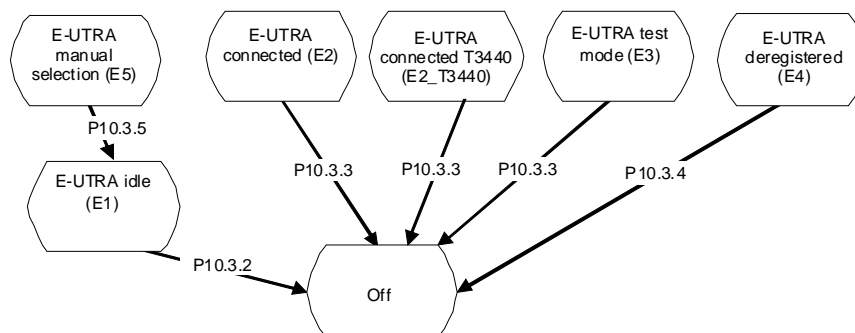 E-UTRA
manual
selection (E5)
E-UTRA
connected (E2)
E-UTRA
connected T3440
(E2_T3440)
E-UTRA test
mode (E3)
E-UTRA
deregistered
(E4)
P10.3.5
P10.3.3
P10.3.3
P10.3.3
P10.3.4
E-UTRA idle
(E1)
P10.3.2
Off